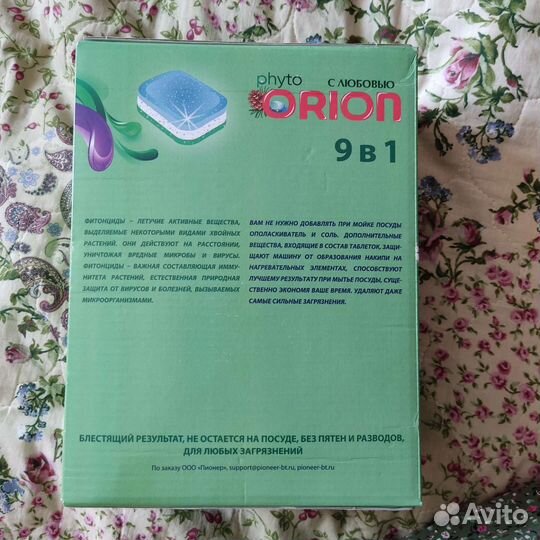 phyto
С ЛЮБОВЬЮ
ORION
9 в 1
ФИТОНЦИДЫ – ЛЕТУЧИЕ АКТИВНЫЕ ВЕЩЕСТВА,
ВЫДЕЛЯЕМЫЕ НЕКОТОРЫМИ ВИДАМИ ХВОЙНЫХ
РАСТЕНИЙ. ОНИ ДЕЙСТВУЮТ НА РАССТОЯНИИ,
УНИЧТОЖАЯ ВРЕДНЫЕ МИКРОБЫ И ВИРУСЫ.
ФИТОНЦИДЫ – ВАЖНАЯ СОСТАВЛЯЮЩАЯ ИММУ-
НИТЕТА РАСТЕНИЙ, ЕСТЕСТВЕННАЯ ПРИРОДНАЯ
ЗАЩИТА ОТ ВИРУСОВ И БОЛЕЗНЕЙ, ВЫЗЫВАЕМЫХ
МИКРООРГАНИЗМАМИ.
ВАМ НЕ НУЖНО ДОБАВЛЯТЬ ПРИ МОЙКЕ ПОСУДЫ
ОПОЛАСКИВАТЕЛЬ И СОЛЬ. ДОПОЛНИТЕЛЬНЫЕ
ВЕЩЕСТВА, ВХОДЯЩИЕ В СОСТАВ ТАБЛЕТОК, ЗАЩИ-
ЩАЮТ МАШИНУ ОТ ОБРАЗОВАНИЯ НАКИПИ НА
НАГРЕВАТЕЛЬНЫХ ЭЛЕМЕНТАХ, СПОСОБСТВУЮТ
ЛУЧШЕМУ РЕЗУЛЬТАТУ ПРИ МЫТЬЕ ПОСУДЫ, СУЩЕ-
СТВЕННО ЭКОНОМЯ ВАШЕ ВРЕМЯ. УДАЛЯЮТ ДАЖЕ
САМЫЕ СИЛЬНЫЕ ЗАГРЯЗНЕНИЯ.
БЛЕСТЯЩИЙ РЕЗУЛЬТАТ, НЕ ОСТАЕТСЯ НА ПОСУДЕ, БЕЗ ПЯТЕН И РАЗВОДОВ,
ДЛЯ ЛЮБЫХ ЗАГРЯЗНЕНИЙ
По заказу ООО «Пионер», support@pioneer-bt.ru, pioneer-bt.ru
Avito